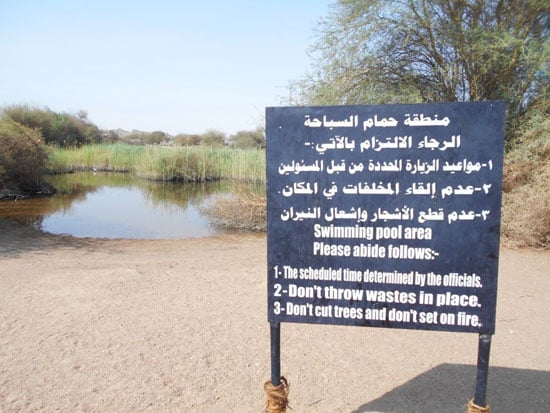 منطقة حمام السباحة
الرجاء الالتزام بالآتي:-
١-مواعيد الزيارة المحددة من قبل المسئولين
٢-عدم إلقاء المخلفات في المكان.
٣-عدم قطع الأشجار وإشعال النيران
Swimming pool area
Please abide follows:-
1- The scheduled time determined by the officials.
2- Don't throw wastes in place.
3- Don't cut trees and don't set on fire.